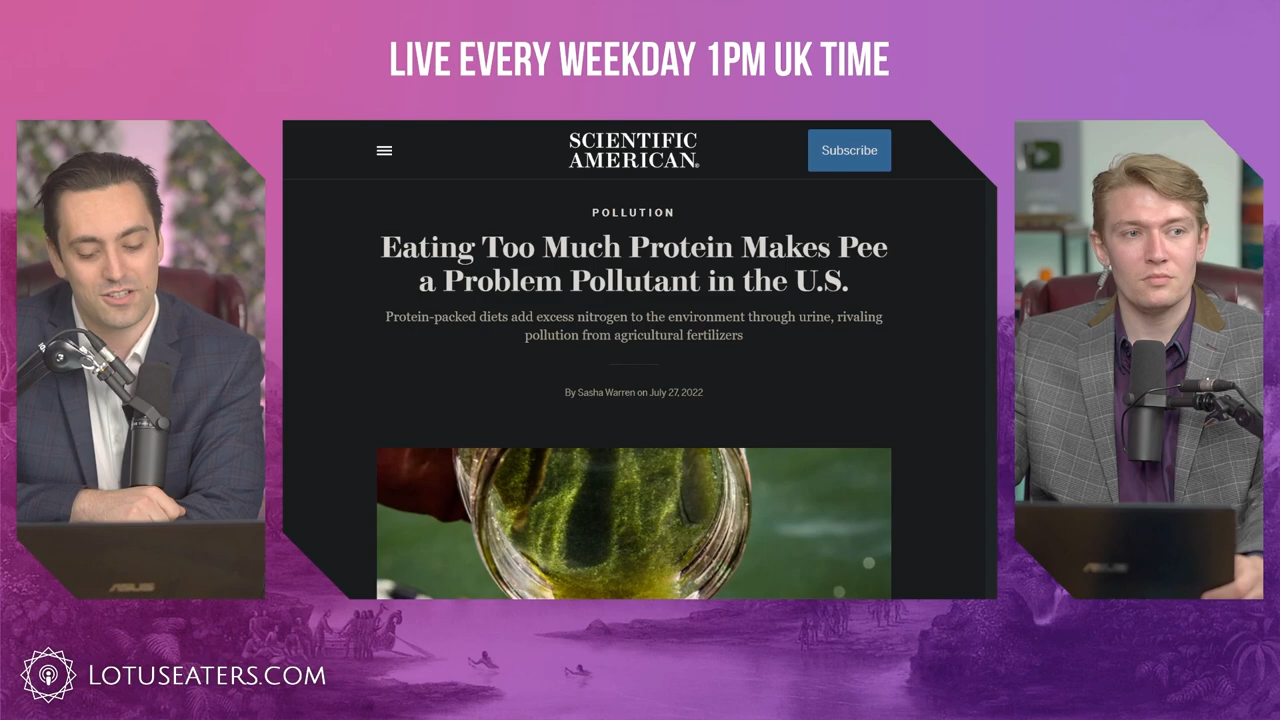 LIVE EVERY WEEKDAY 1PM UK TIME
SCIENTIFIC
AMERICAN®
Subscribe
POLLUTION
Eating Too Much Protein Makes Pee
a Problem Pollutant in the U.S.
Protein-packed diets add excess nitrogen to the environment through urine, rivaling
pollution from agricultural fertilizers
By Sasha Warren on July 27, 2022
ASUS
ASUS
LOTUSEATERS.COM